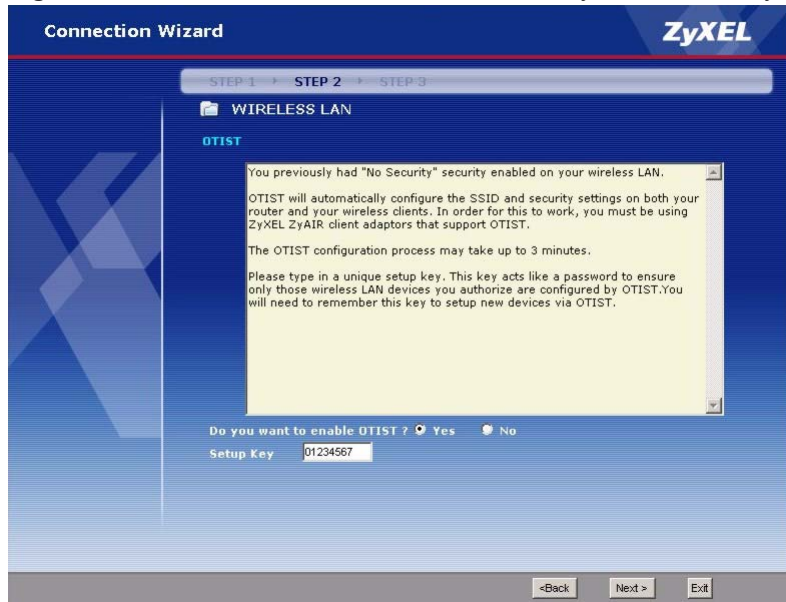 Connection Wizard
ZyXEL
STEP 1 STEP 2 STEP 3
WIRELESS LAN
OTIST
You previously had "No Security" security enabled on your wireless LAN.
OTIST will automatically configure the SSID and security settings on both your
router and your wireless clients. In order for this to work, you must be using
ZyXEL ZyAIR client adaptors that support OTIST.
The OTIST configuration process may take up to 3 minutes.
Please type in a unique setup key. This key acts like a password to ensure
only those wireless LAN devices you authorize are configured by OTIST.You
will need to remember this key to setup new devices via OTIST.
Do you want to enable OTIST ? Yes No
Setup Key 01234567
<Back Next > Exit